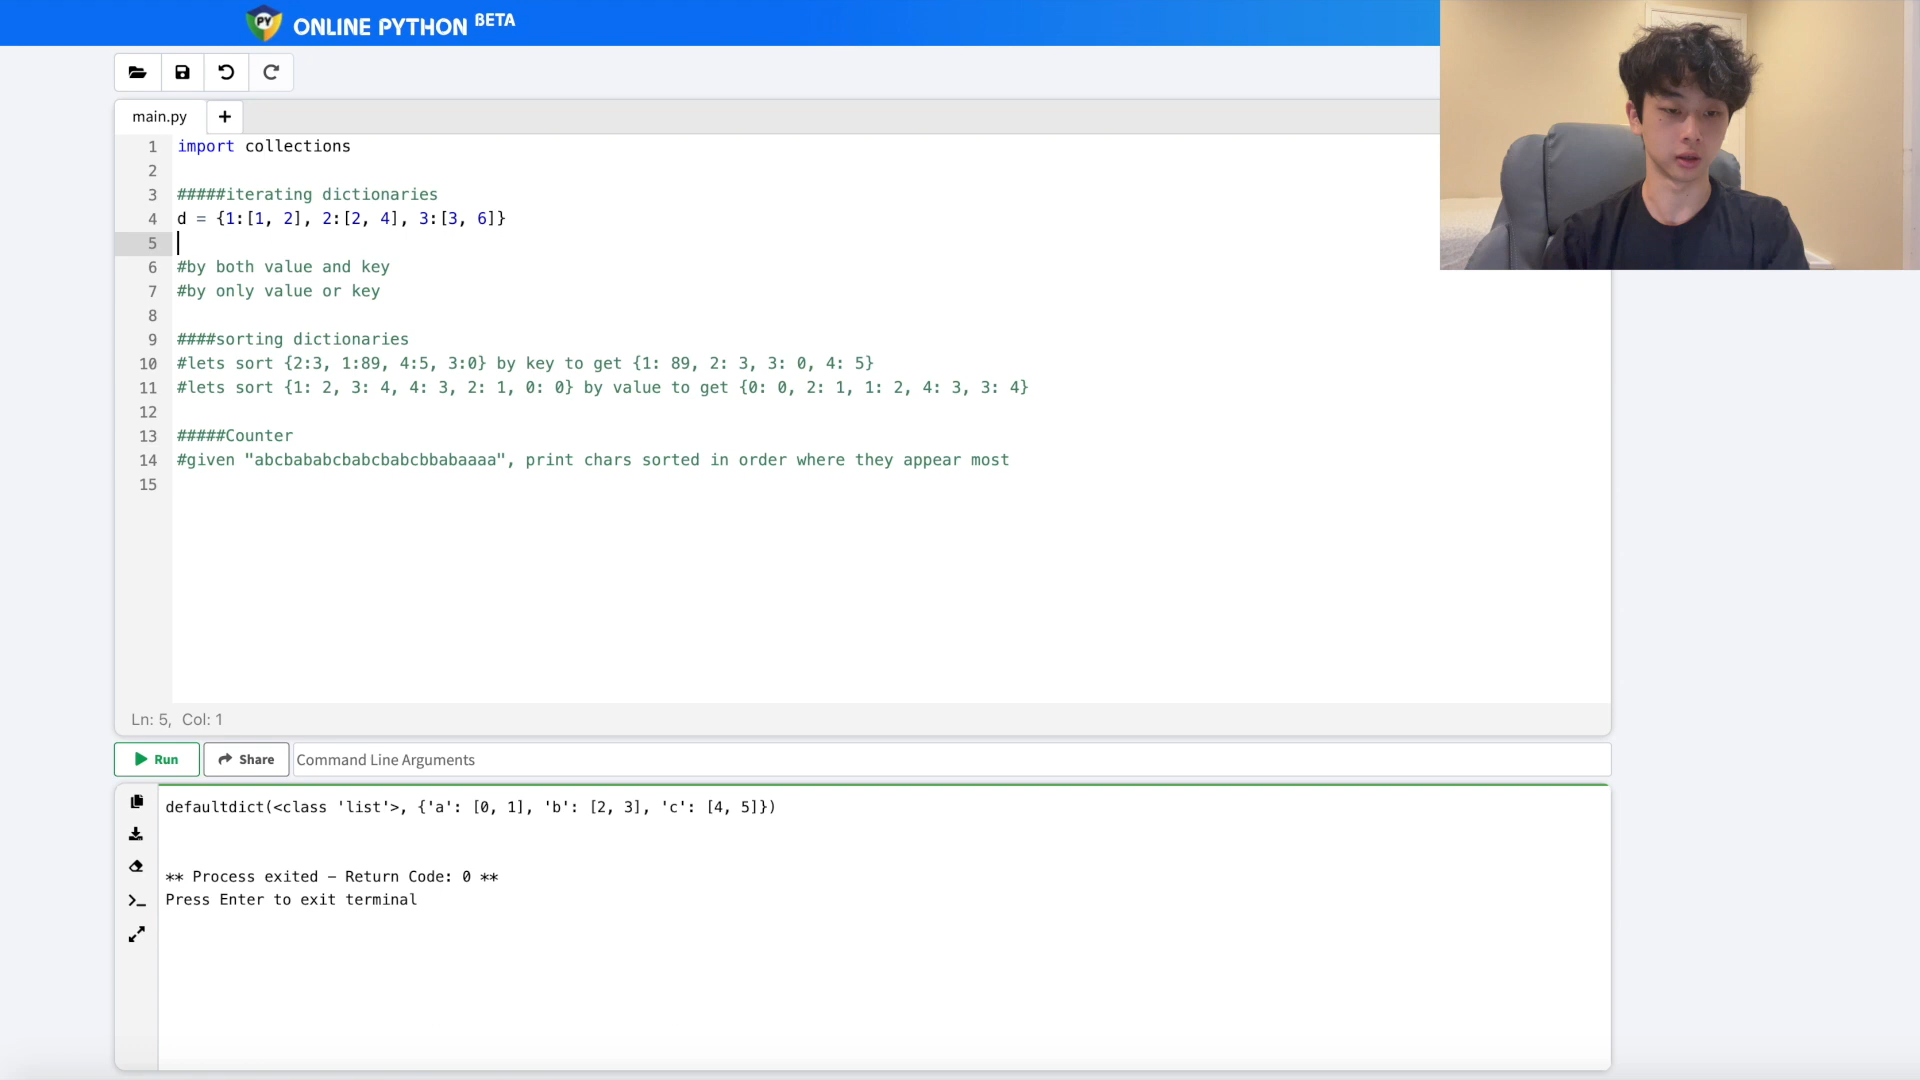 PY ONLINE PYTHON BETA
main.py +
1 import collections
2
3 #####iterating dictionaries
4 d = {1:[1, 2], 2:[2, 4], 3:[3, 6]}
5
6 #by both value and key
7 #by only value or key
8
9 ####sorting dictionaries
10 #lets sort {2:3, 1:89, 4:5, 3:0} by key to get {1: 89, 2: 3, 3: 0, 4: 5}
11 #lets sort {1: 2, 3: 4, 4: 3, 2: 1, 0: 0} by value to get {0: 0, 2: 1, 1: 2, 4: 3, 3: 4}
12
13 #####Counter
14 #given "abcbababcbabcbabcbbabaaaa", print chars sorted in order where they appear most
15
Ln: 5, Col: 1
Run Share Command Line Arguments
defaultdict(<class 'list'>, {'a': [0, 1], 'b': [2, 3], 'c': [4, 5]})
** Process exited - Return Code: 0 **
Press Enter to exit terminal